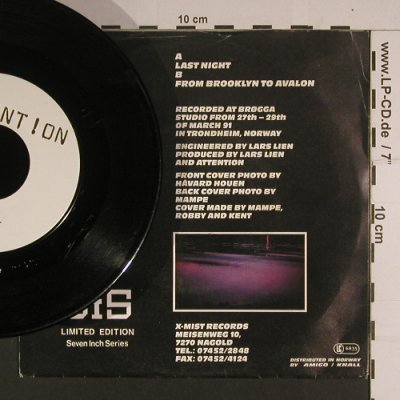 10 cm
A
LAST NIGHT
B
FROM BROOKLYN TO AVALON
RECORDED AT BRØGGA
STUDIO FROM 27th – 29th
OF MARCH 91
IN TRONDHEIM, NORWAY
ENGINEERED BY LARS LIEN
PRODUCED BY LARS LIEN
AND ATTENTION
FRONT COVER PHOTO BY
HÅVARD HOUEN
BACK COVER PHOTO BY
MAMPE
COVER MADE BY MAMPE,
ROBBY AND KENT
LIMITED EDITION
Seven Inch Series
X-MIST RECORDS
MEISENWEG 10,
7270 NAGOLD
TEL.: 07452/2848
FAX: 07452/4124
LC 6835
DISTRIBUTED IN NORWAY
BY AMIGO / KNALL
www.LP-CD.de / 7"
10 cm